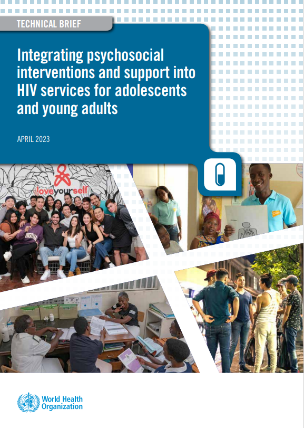 TECHNICAL BRIEF
Integrating psychosocial
interventions and support into
HIV services for adolescents
and young adults
APRIL 2023
loveyourself
World Health
Organization